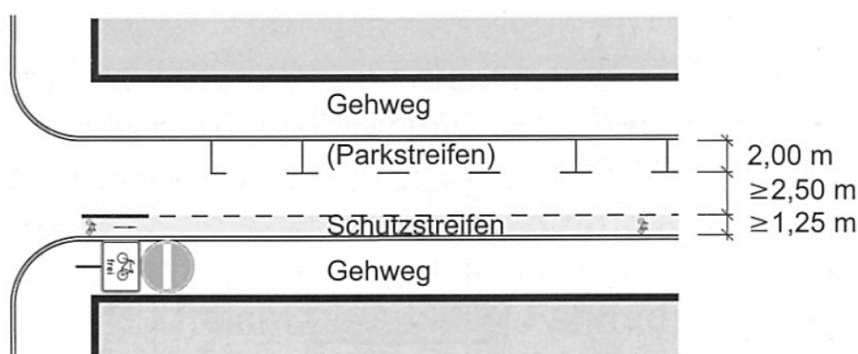 Gehweg
(Parkstreifen)
2,00 m
≥2,50 m
Schutzstreifen
≥1,25 m
frei
Gehweg